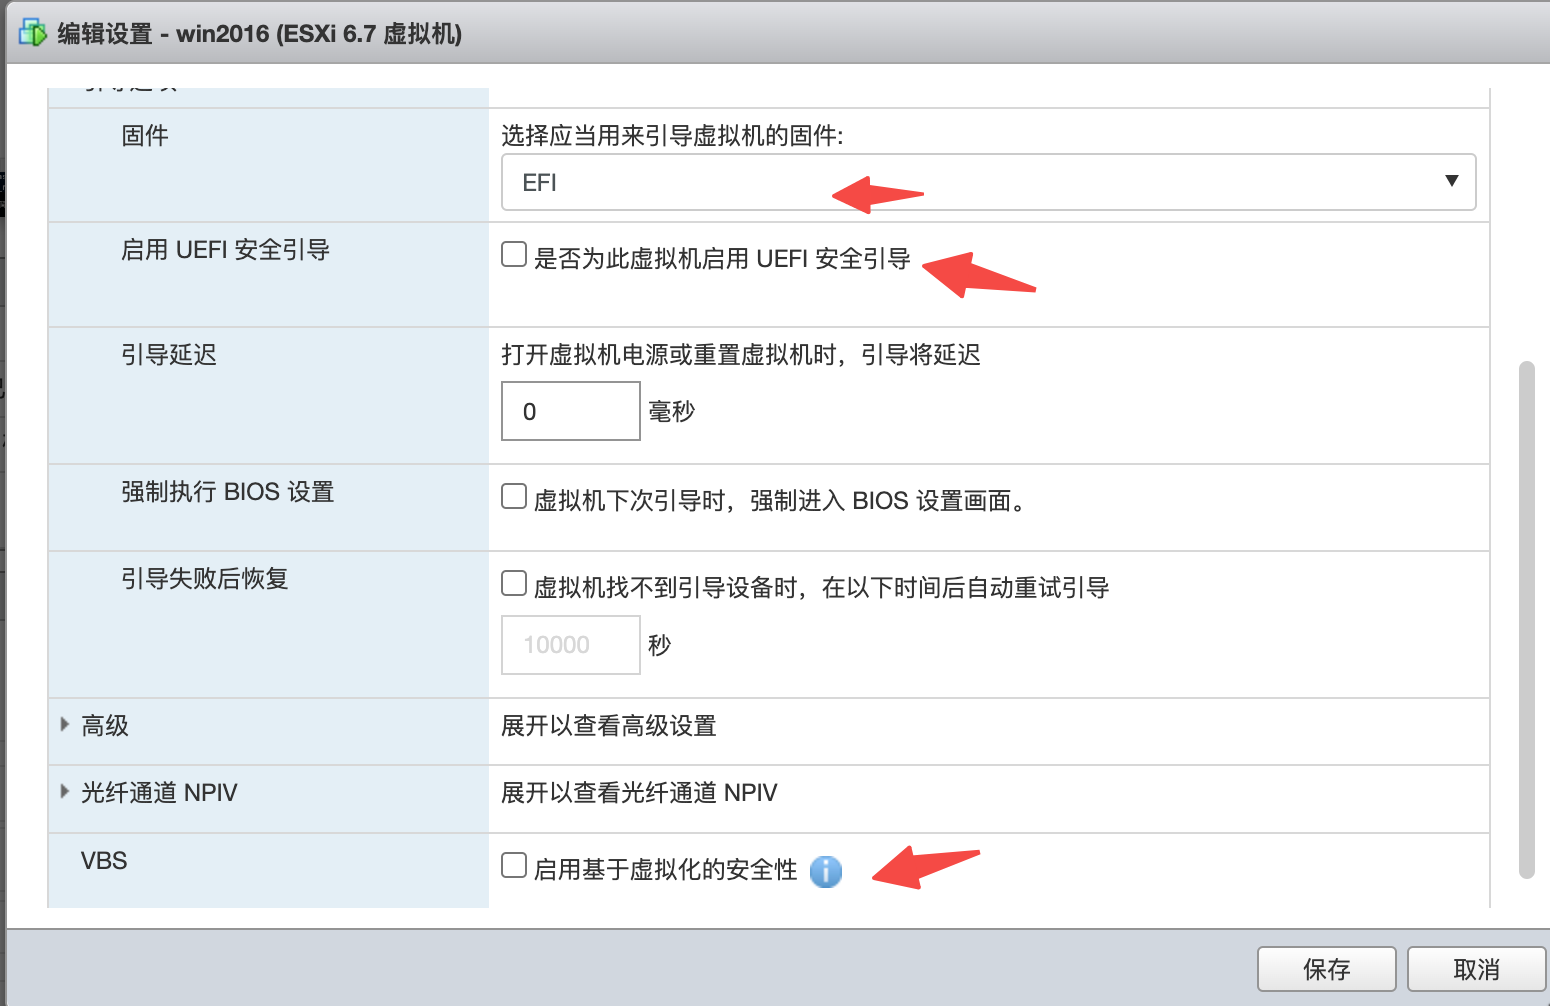 编辑设置 - win2016 (ESXi 6.7 虚拟机)
固件
选择应当用来引导虚拟机的固件:
EFI
启用 UEFI 安全引导
是否为此虚拟机启用 UEFI 安全引导
引导延迟
打开虚拟机电源或重置虚拟机时，引导将延迟
0 毫秒
强制执行 BIOS 设置
虚拟机下次引导时，强制进入 BIOS 设置画面。
引导失败后恢复
虚拟机找不到引导设备时，在以下时间后自动重试引导
10000 秒
高级
展开以查看高级设置
光纤通道 NPIV
展开以查看光纤通道 NPIV
VBS
启用基于虚拟化的安全性
保存
取消